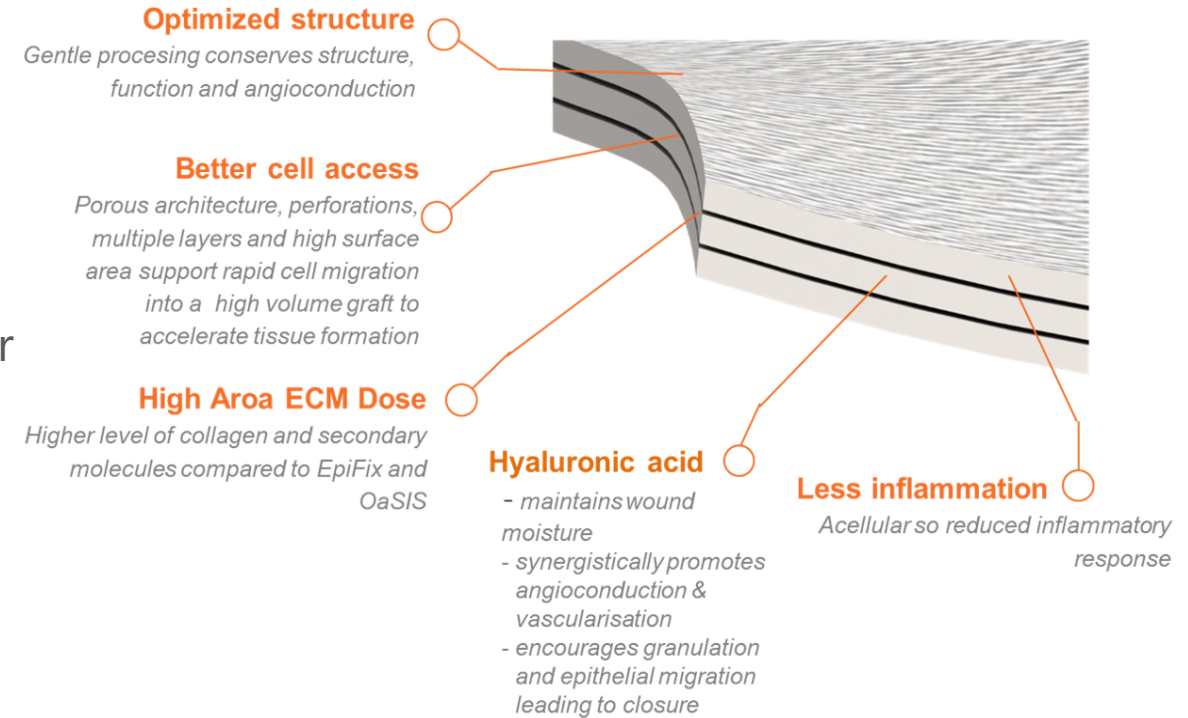 Optimized structure
Gentle procesing conserves structure,
function and angioconduction
Better cell access
Porous architecture, perforations,
multiple layers and high surface
area support rapid cell migration
into a high volume graft to
accelerate tissue formation
r
High Aroa ECM Dose
Higher level of collagen and secondary
molecules compared to EpiFix and
OaSIS
Hyaluronic acid
- maintains wound
moisture
- synergistically promotes
angioconduction &
vascularisation
- encourages granulation
and epithelial migration
leading to closure
Less inflammation
Acellular so reduced inflammatory
response